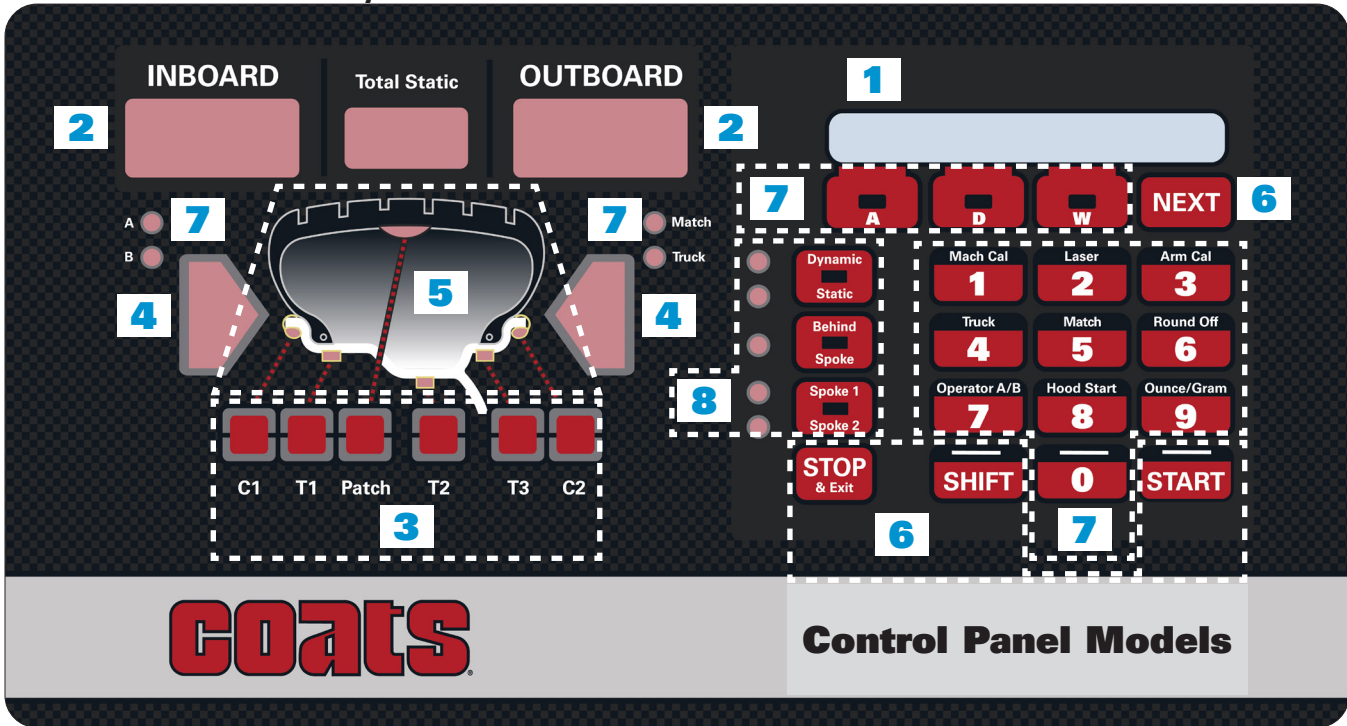 INBOARD
Total Static
OUTBOARD
1
2
2
7
A
D
W
NEXT
6
A
7
7
Match
B
Truck
4
5
4
Dynamic
Static
Behind
Spoke
Spoke 1
Spoke 2
8
Mach Cal
1
Laser
2
Arm Cal
3
Truck
4
Match
5
Round Off
6
Operator A/B
7
Hood Start
8
Ounce/Gram
9
STOP
& Exit
SHIFT
0
START
C1 T1 Patch T2 T3 C2
3
6
7
coats
Control Panel Models